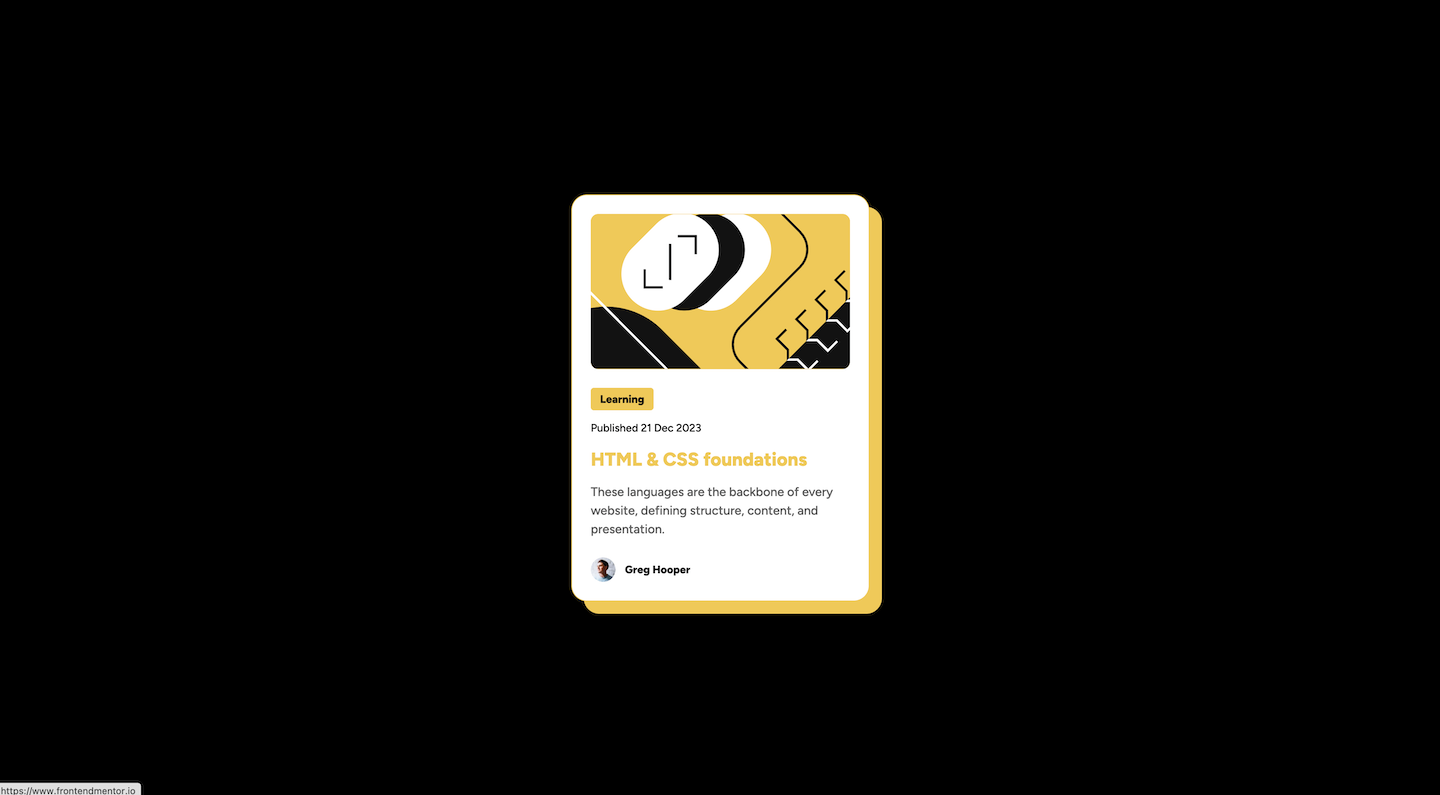 Learning
Published 21 Dec 2023
HTML & CSS foundations
These languages are the backbone of every
website, defining structure, content, and
presentation.
Greg Hooper
https://www.frontendmentor.io